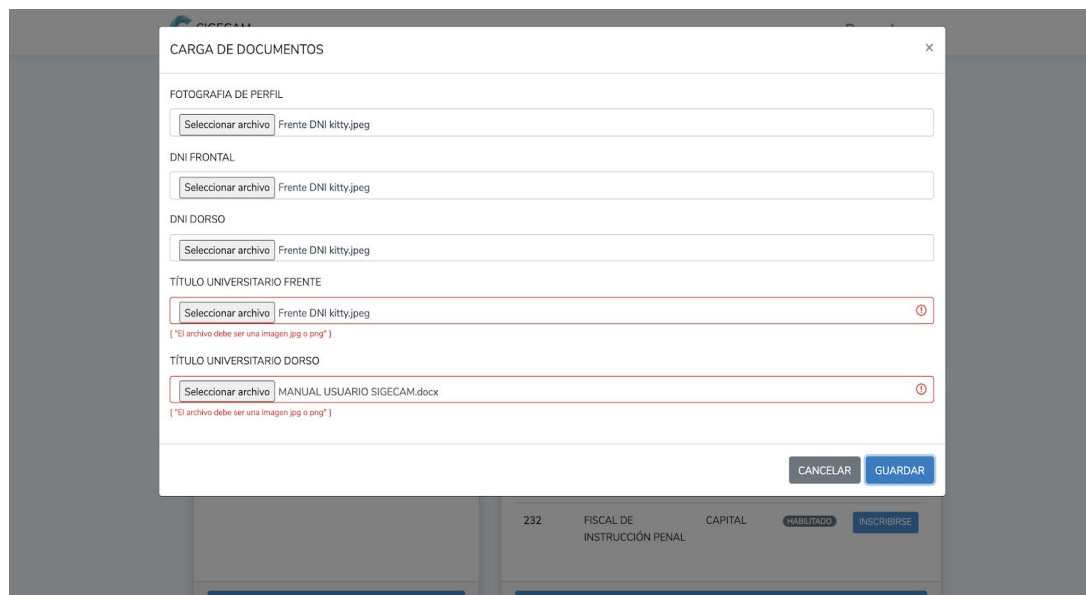 SIGECAM
CARGA DE DOCUMENTOS ×
FOTOGRAFIA DE PERFIL
Seleccionar archivo Frente DNI kitty.jpeg
DNI FRONTAL
Seleccionar archivo Frente DNI kitty.jpeg
DNI DORSO
Seleccionar archivo Frente DNI kitty.jpeg
TÍTULO UNIVERSITARIO FRENTE
Seleccionar archivo Frente DNI kitty.jpeg
[ "El archivo debe ser una imagen jpg o png" ]
TÍTULO UNIVERSITARIO DORSO
Seleccionar archivo MANUAL USUARIO SIGECAM.docx
[ "El archivo debe ser una imagen jpg o png" ]
CANCELAR GUARDAR
232 FISCAL DE CAPITAL HABILITADO INSCRIBIRSE
INSTRUCCIÓN PENAL